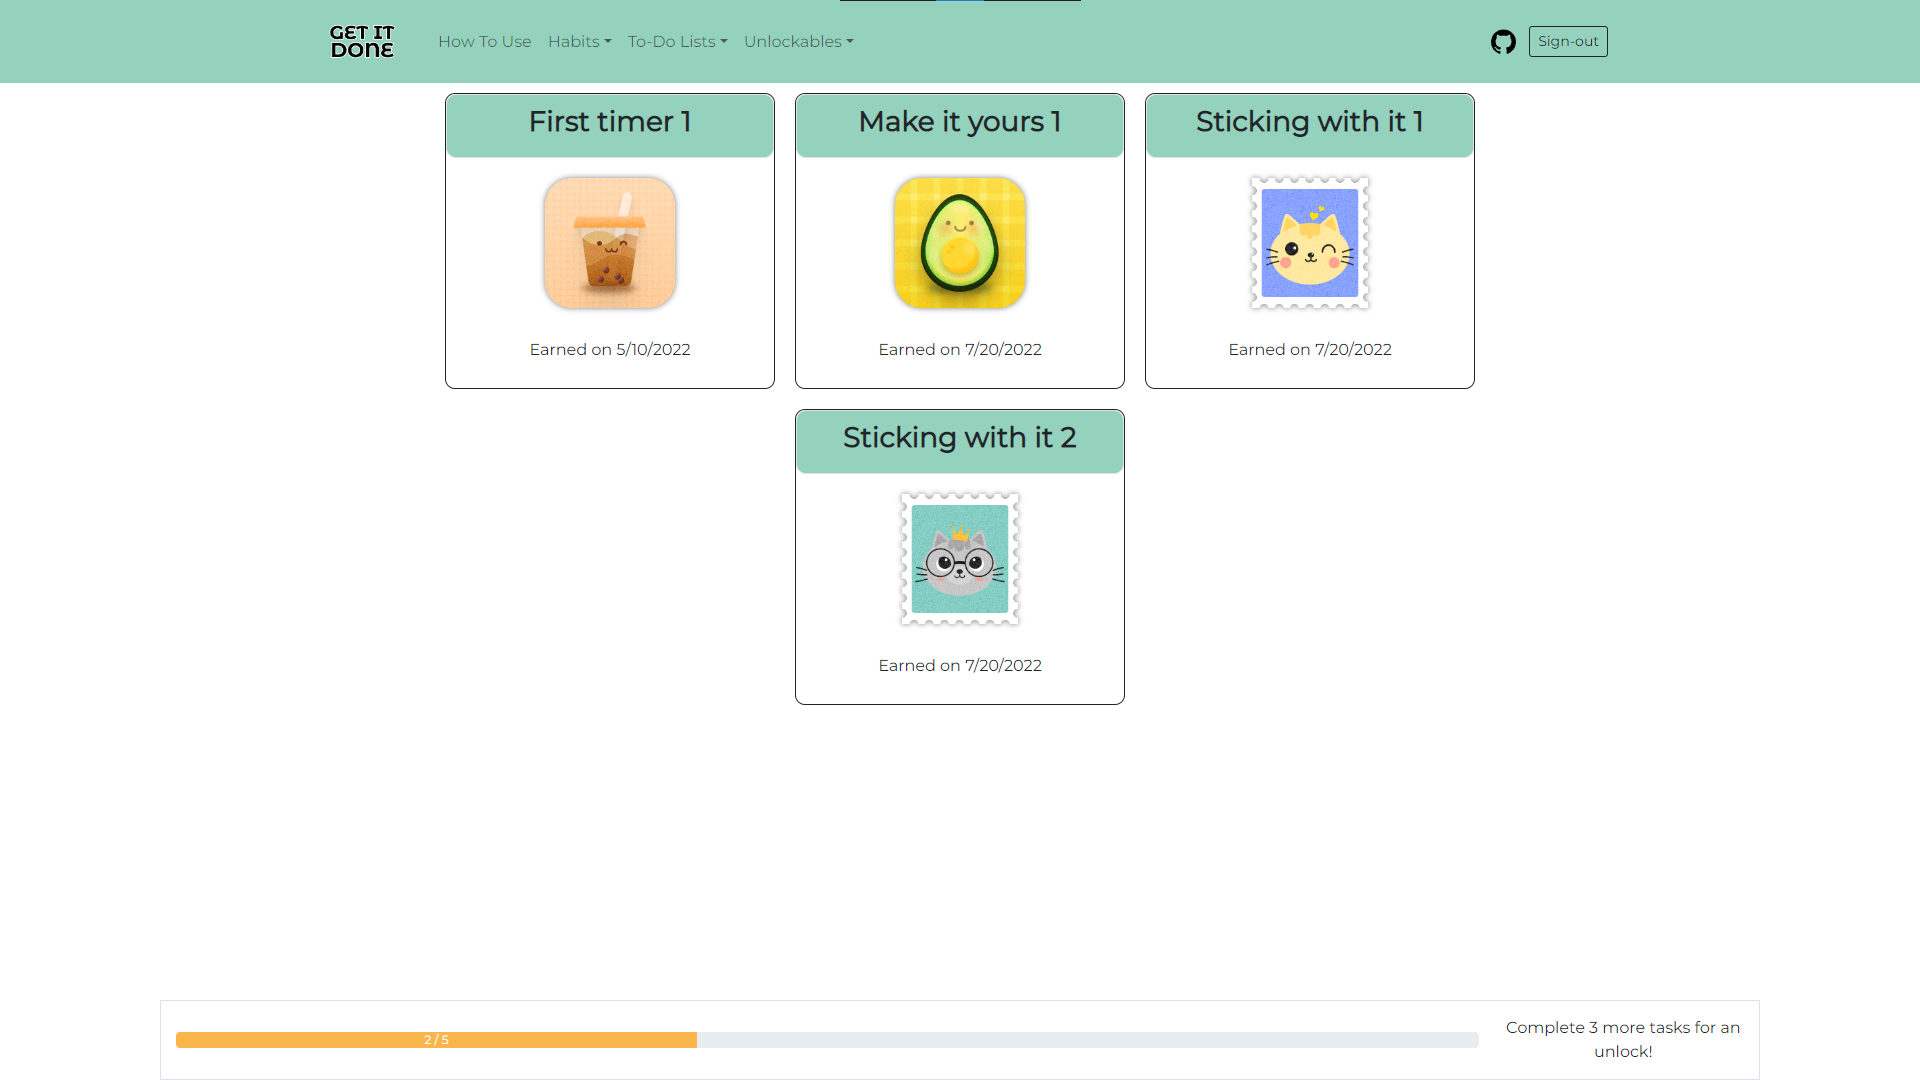 GET IT
DONE
How To Use
Habits
To-Do Lists
Unlockables
Sign-out
First timer 1
Make it yours 1
Sticking with it 1
Earned on 5/10/2022
Earned on 7/20/2022
Earned on 7/20/2022
Sticking with it 2
Earned on 7/20/2022
2 / 5
Complete 3 more tasks for an
unlock!